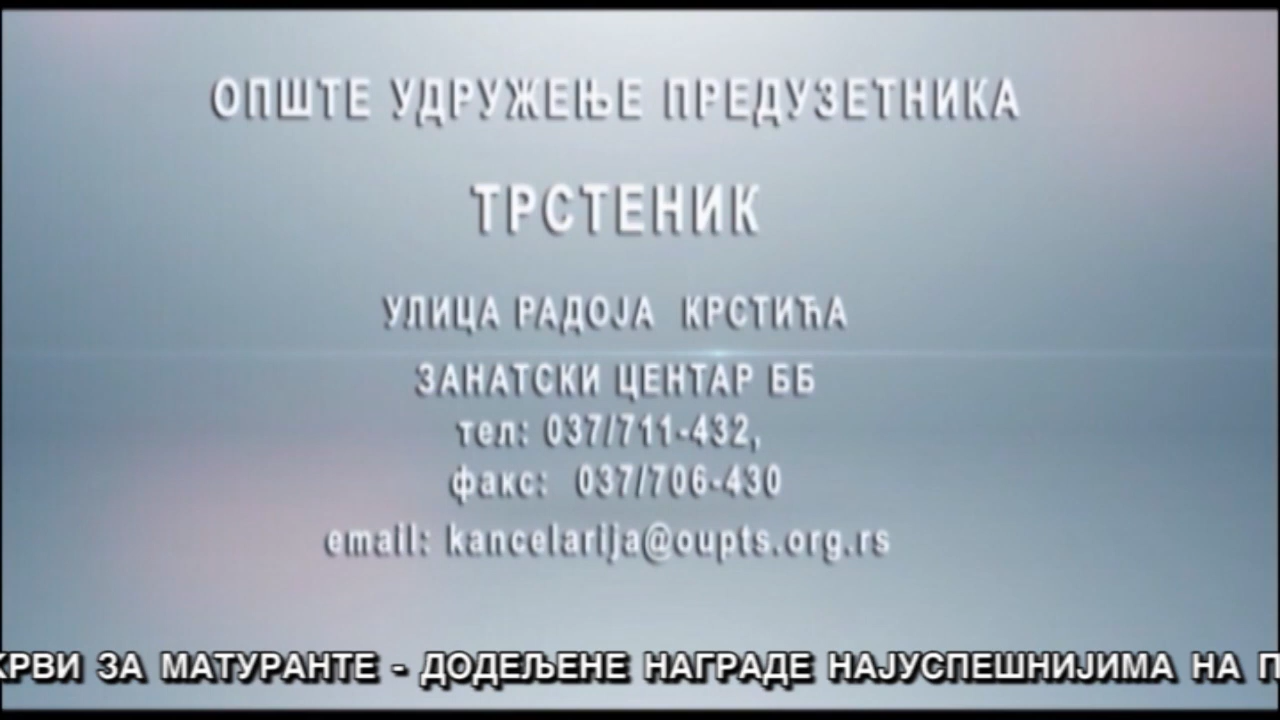 ОПШТЕ УДРУЖЕЊЕ ПРЕДУЗЕТНИКА
ТРСТЕНИК
УЛИЦА РАДОЈА КРСТИЋА
ЗАНАТСКИ ЦЕНТАР ББ
тел: 037/711-432,
факс: 037/706-430
email: kancelarija@oupts.org.rs
КРВИ ЗА МАТУРАНТЕ - ДОДЕЉЕНЕ НАГРАДЕ НАЈУСПЕШНИЈИМА НА П